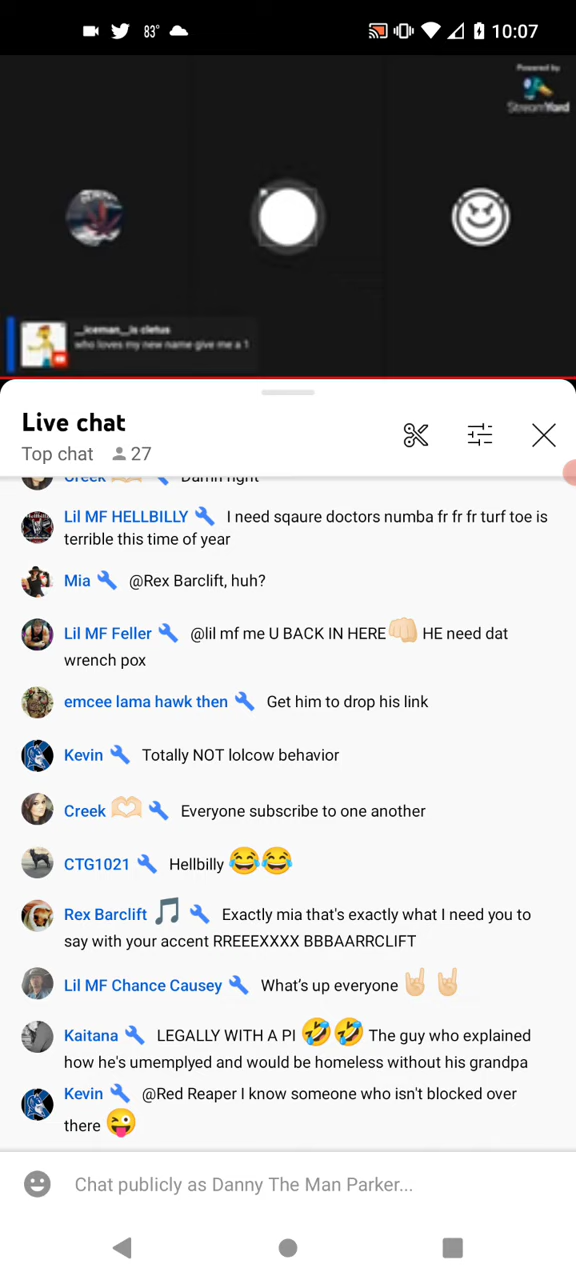 83°
10:07
Powered by
StreamYard
__iceman__is cletus
who loves my new name give me a 1
Live chat
Top chat 27
Creek Damn right
Lil MF HELLBILLY I need sqaure doctors numba fr fr fr turf toe is
terrible this time of year
Mia @Rex Barclift, huh?
Lil MF Feller @lil mf me U BACK IN HERE👊🏻 HE need dat
wrench pox
emcee lama hawk then Get him to drop his link
Kevin Totally NOT lolcow behavior
Creek 🫶🏻 Everyone subscribe to one another
CTG1021 Hellbilly 😂😂
Rex Barclift 🎵 Exactly mia that's exactly what I need you to
say with your accent RREEEXXXX BBBAARRCLIFT
Lil MF Chance Causey What's up everyone 🤘🏻 🤘🏻
Kaitana LEGALLY WITH A PI 🤣🤣 The guy who explained
how he's umemplyed and would be homeless without his grandpa
Kevin @Red Reaper I know someone who isn't blocked over
there 😜
Chat publicly as Danny The Man Parker...